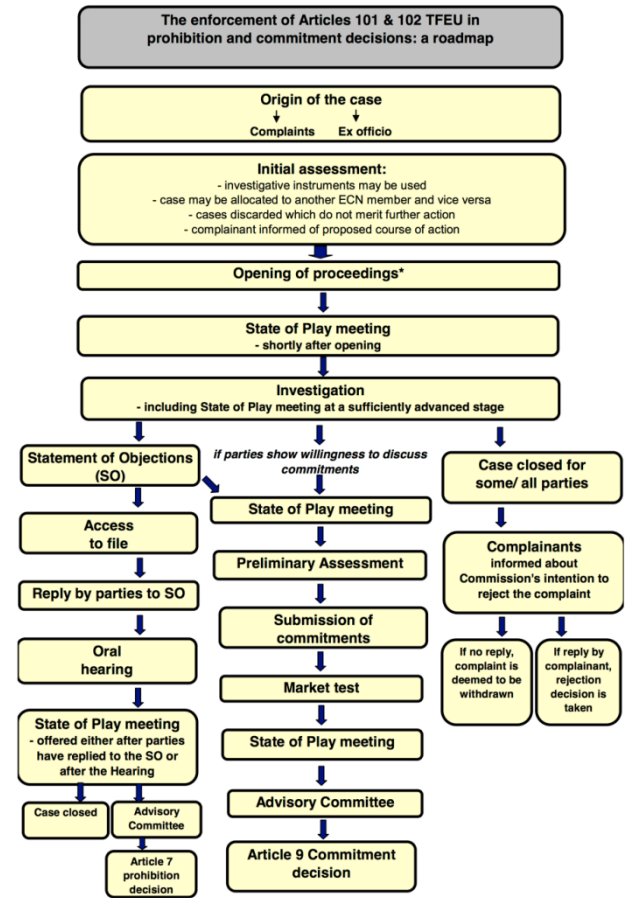 The enforcement of Articles 101 & 102 TFEU in
prohibition and commitment decisions: a roadmap
Origin of the case
Complaints Ex officio
Initial assessment:
- investigative instruments may be used
- case may be allocated to another ECN member and vice versa
- cases discarded which do not merit further action
- complainant informed of proposed course of action
Opening of proceedings*
State of Play meeting
- shortly after opening
Investigation
- including State of Play meeting at a sufficiently advanced stage
Statement of Objections
(SO)
Access
to file
Reply by parties to SO
Oral
hearing
State of Play meeting
- offered either after parties
have replied to the SO or
after the Hearing
Case closed
Advisory
Committee
Article 7
prohibition
decision
if parties show willingness to discuss
commitments
State of Play meeting
Preliminary Assessment
Submission of
commitments
Market test
State of Play meeting
Advisory Committee
Article 9 Commitment
decision
Case closed for
some/ all parties
Complainants
informed about
Commission's intention to
reject the complaint
If no reply,
complaint is
deemed to be
withdrawn
If reply by
complainant,
rejection
decision is
taken